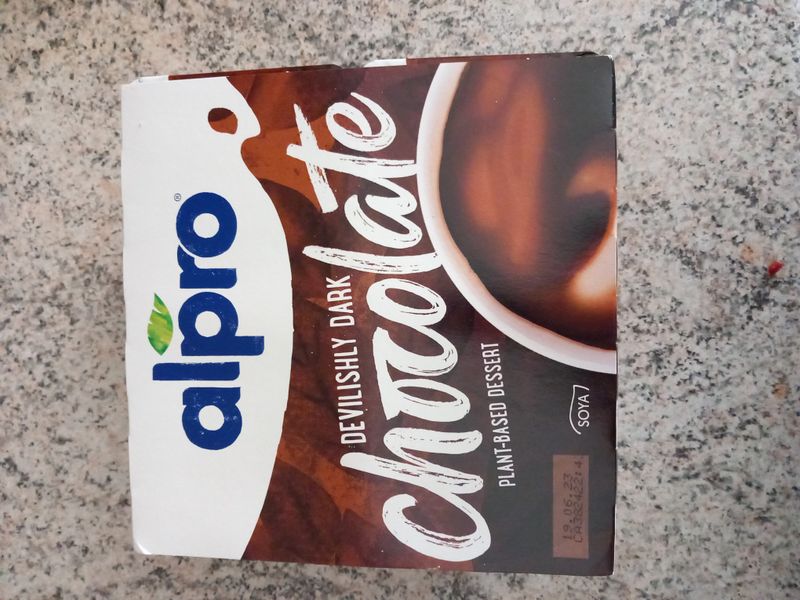 alpro®
DEVILISHLY DARK
chocolate
PLANT-BASED DESSERT
SOYA
19.06.23